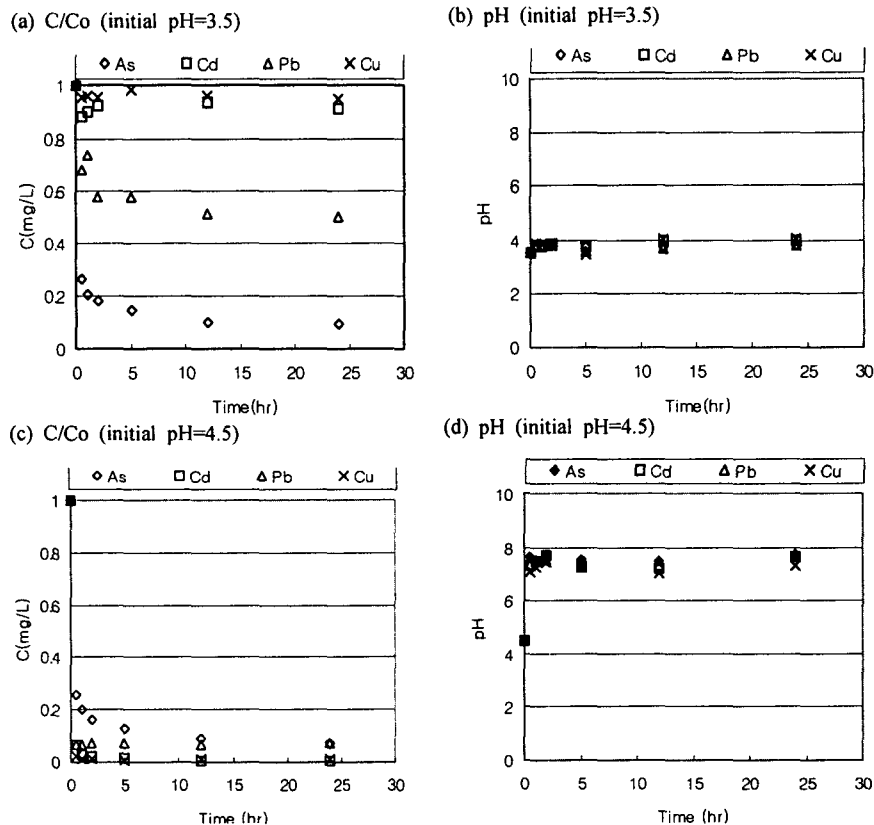 (a) C/Co (initial pH=3.5)
As Cd Pb Cu
1
0.8
0.6
0.4
0.2
0
C(mg/L)
0 5 10 15 20 25 30
Time(hr)
(b) pH (initial pH=3.5)
As Cd Pb Cu
10
8
6
4
2
0
pH
0 5 10 15 20 25 30
Time(hr)
(c) C/Co (initial pH=4.5)
As Cd Pb Cu
1
0.8
0.6
0.4
0.2
0
C(mg/L)
0 5 10 15 20 25 30
Time (hr)
(d) pH (initial pH=4.5)
As Cd Pb Cu
10
8
6
4
2
0
pH
0 5 10 15 20 25 30
Time (hr)